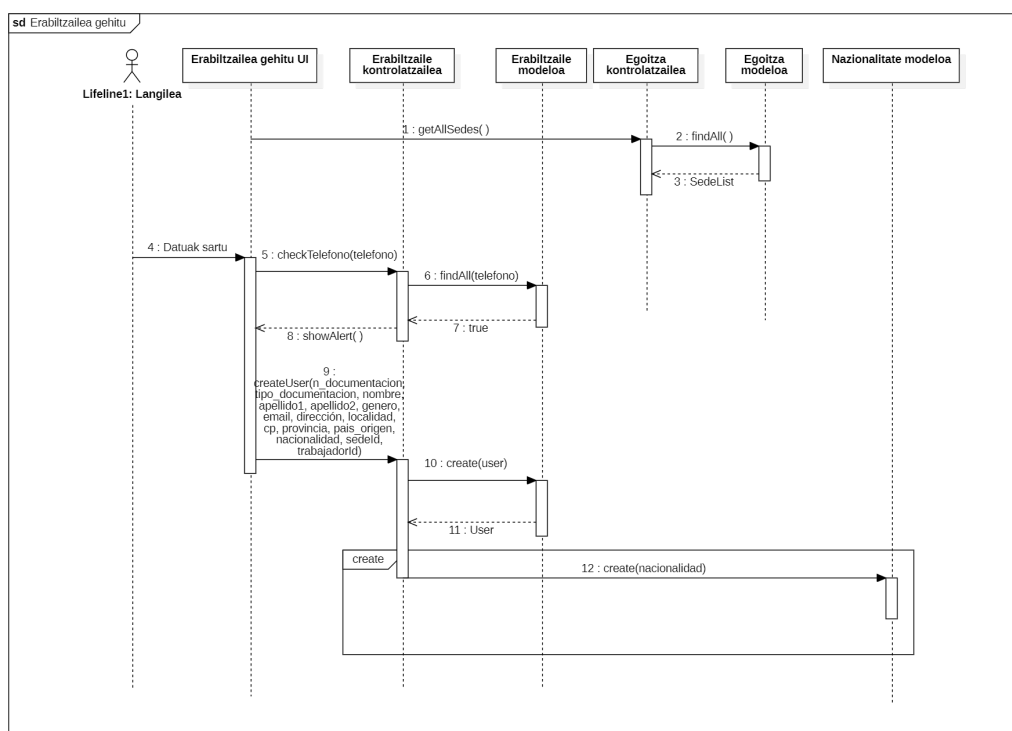 sd Erabiltzailea gehitu
Erabiltzailea gehitu UI
Erabiltzaile
kontrolatzailea
Erabiltzaile
modeloa
Egoitza
kontrolatzailea
Egoitza
modeloa
Nazionalitate modeloa
Lifeline1: Langilea
1 : getAllSedes( )
2 : findAll( )
3 : SedeList
4 : Datuak sartu
5 : checkTelefono(telefono)
6 : findAll(telefono)
7 : true
8 : showAlert( )
9 :
createUser(n_documentacion,
tipo_documentacion, nombre,
apellido1, apellido2, genero,
email, dirección, localidad,
cp, provincia, pais_origen,
nacionalidad, sedeId,
trabajadorId)
10 : create(user)
11 : User
create
12 : create(nacionalidad)